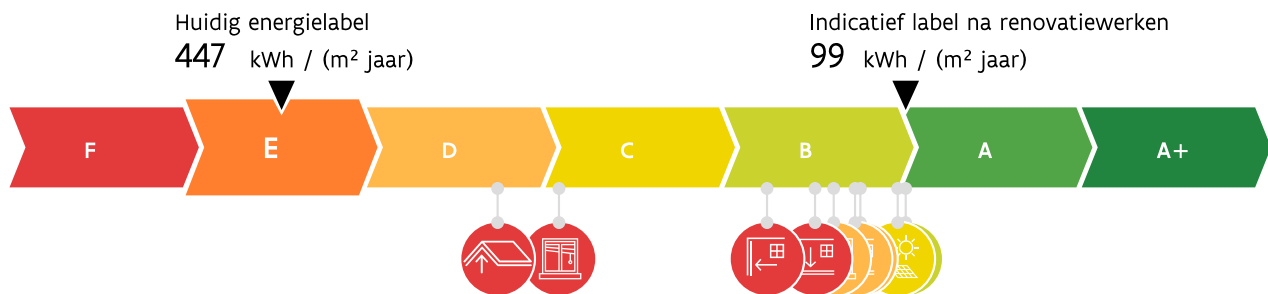 Huidig energielabel
447 kWh / (m² jaar)
Indicatief label na renovatiewerken
99 kWh / (m² jaar)
F E D C B A A+